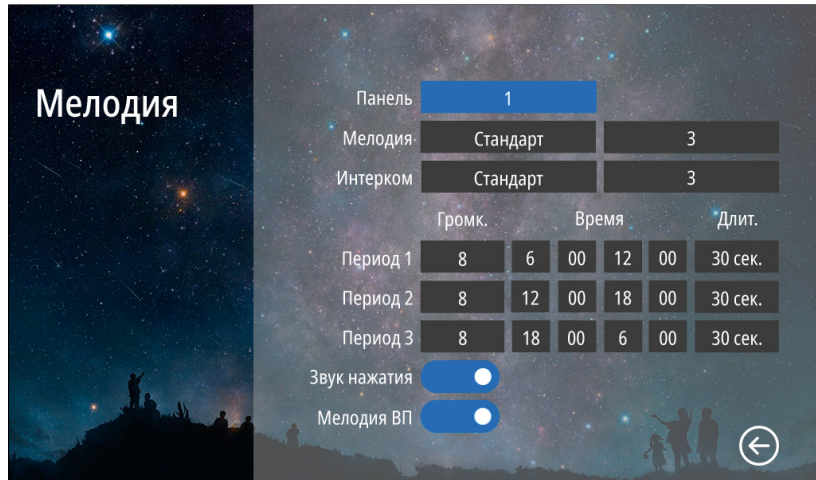 Мелодия
Панель 1
Мелодия Стандарт 3
Интерком Стандарт 3
Громк. Время Длит.
Период 1 8 6 00 12 00 30 сек.
Период 2 8 12 00 18 00 30 сек.
Период 3 8 18 00 6 00 30 сек.
Звук нажатия
Мелодия ВП